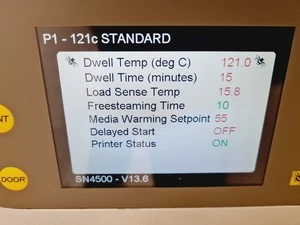 P1 - 121c STANDARD
Dwell Temp (deg C) 121.0
Dwell Time (minutes) 15
Load Sense Temp 15.8
Freesteaming Time 10
Media Warming Setpoint 55
Delayed Start OFF
Printer Status ON
NT
DOOR
SN4500 - V13.6